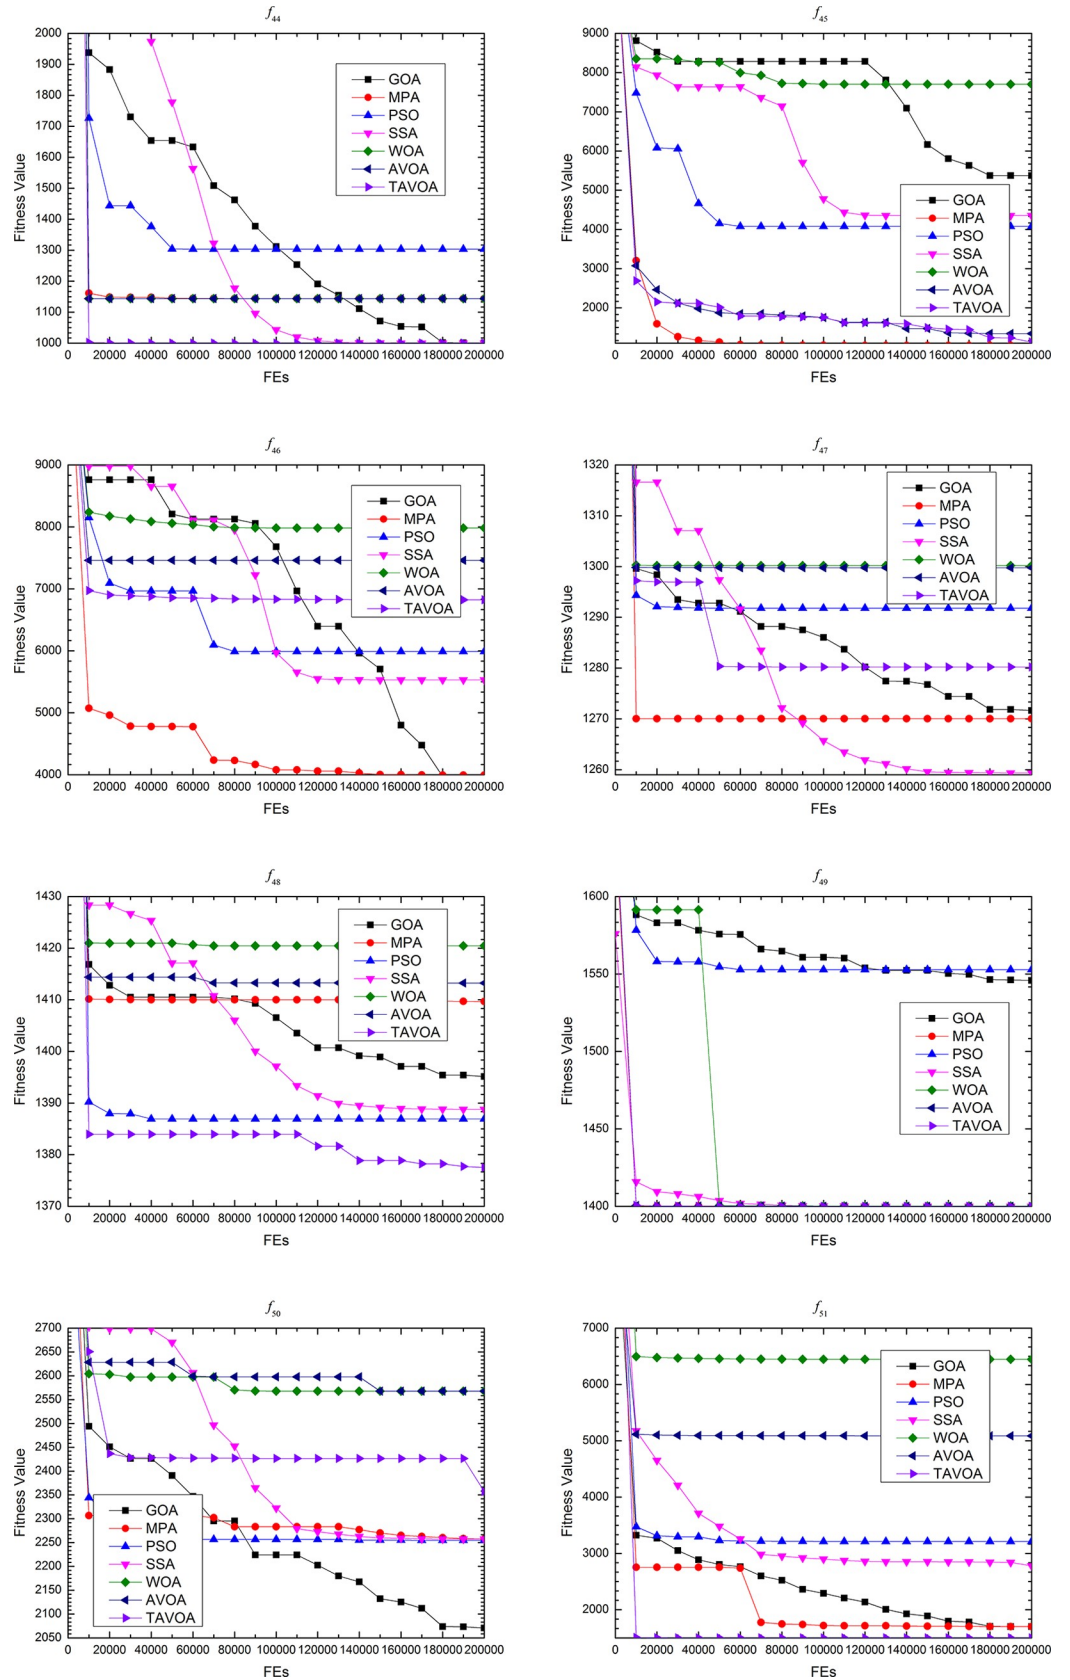 f44
2000
1900
1800
1700
1600
1500
1400
1300
1200
1100
1000
Fitness Value
GOA
MPA
PSO
SSA
WOA
AVOA
TAVOA
0 20000 40000 60000 80000 100000 120000 140000 160000 180000 200000
FEs
f45
9000
8000
7000
6000
5000
4000
3000
2000
Fitness Value
GOA
MPA
PSO
SSA
WOA
AVOA
TAVOA
0 20000 40000 60000 80000 100000 120000 140000 160000 180000 200000
FEs
f46
9000
8000
7000
6000
5000
4000
Fitness Value
GOA
MPA
PSO
SSA
WOA
AVOA
TAVOA
0 20000 40000 60000 80000 100000 120000 140000 160000 180000 200000
FEs
f47
1320
1310
1300
1290
1280
1270
1260
Fitness Value
GOA
MPA
PSO
SSA
WOA
AVOA
TAVOA
0 20000 40000 60000 80000 100000 120000 140000 160000 180000 200000
FEs
f48
1430
1420
1410
1400
1390
1380
1370
Fitness Value
GOA
MPA
PSO
SSA
WOA
AVOA
TAVOA
0 20000 40000 60000 80000 100000 120000 140000 160000 180000 200000
FEs
f49
1600
1550
1500
1450
1400
Fitness Value
GOA
MPA
PSO
SSA
WOA
AVOA
TAVOA
0 20000 40000 60000 80000 100000 120000 140000 160000 180000 200000
FEs
f50
2700
2650
2600
2550
2500
2450
2400
2350
2300
2250
2200
2150
2100
2050
Fitness Value
GOA
MPA
PSO
SSA
WOA
AVOA
TAVOA
0 20000 40000 60000 80000 100000 120000 140000 160000 180000 200000
FEs
f51
7000
6000
5000
4000
3000
2000
Fitness Value
GOA
MPA
PSO
SSA
WOA
AVOA
TAVOA
0 20000 40000 60000 80000 100000 120000 140000 160000 180000 200000
FEs